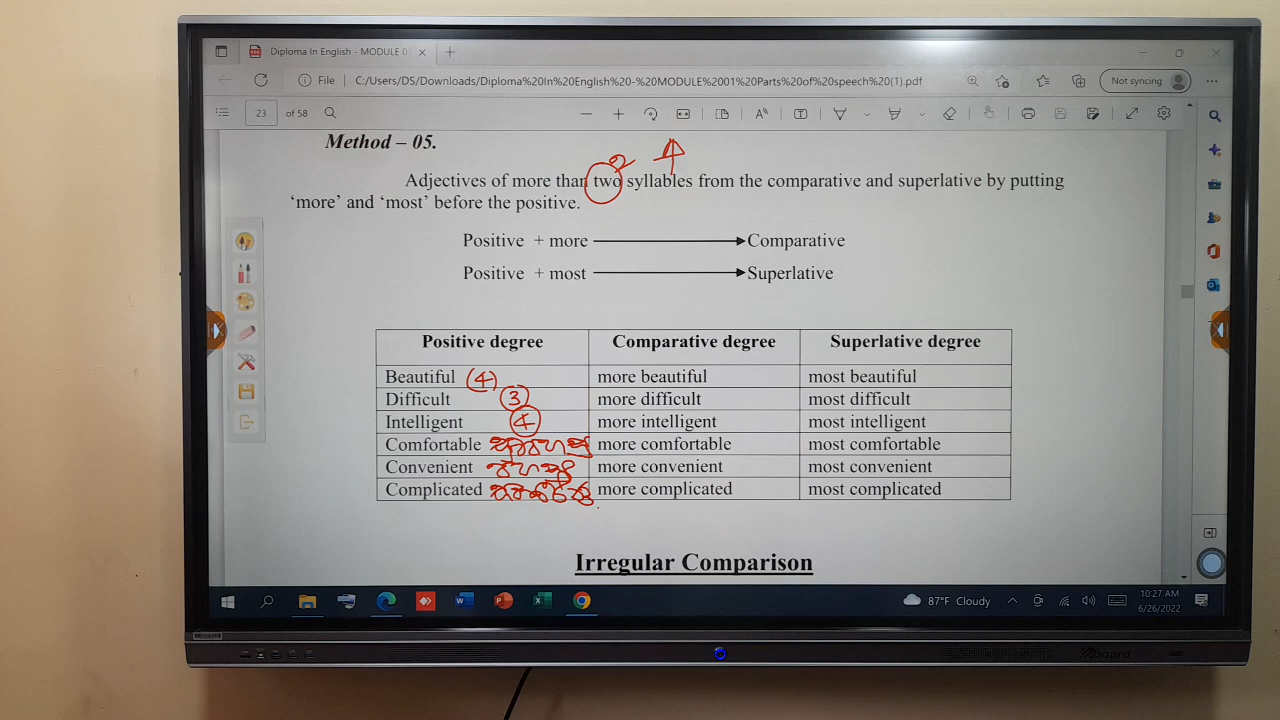 Diploma In English - MODULE 0
File C:/Users/DS/Downloads/Diploma%20In%20English%20-%20MODULE%2001%20Parts%20of%20speech%20(1).pdf Not syncing
23 of 58
Method – 05.
2
Adjectives of more than two syllables from the comparative and superlative by putting
‘more’ and ‘most’ before the positive.
Positive + more Comparative
Positive + most Superlative
Positive degree Comparative degree Superlative degree
Beautiful (4) more beautiful most beautiful
Difficult 3 more difficult most difficult
Intelligent 4 more intelligent most intelligent
Comfortable more comfortable most comfortable
Convenient more convenient most convenient
Complicated more complicated most complicated
Irregular Comparison
87°F Cloudy 10:27 AM
6/26/2022
board